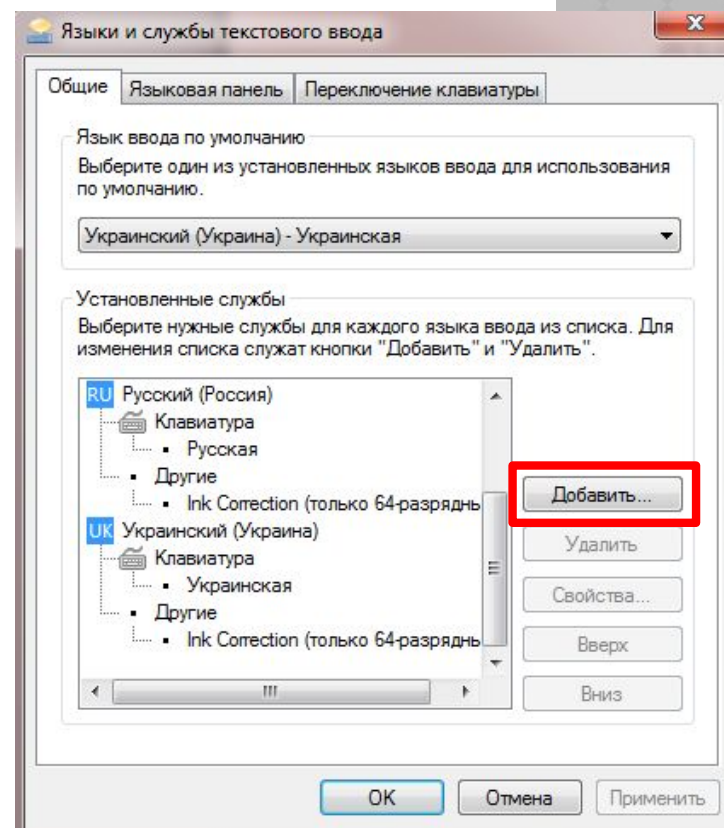 Языки и службы текстового ввода
Общие Языковая панель Переключение клавиатуры
Язык ввода по умолчанию
Выберите один из установленных языков ввода для использования
по умолчанию.
Украинский (Украина) - Украинская
Установленные службы
Выберите нужные службы для каждого языка ввода из списка. Для
изменения списка служат кнопки "Добавить" и "Удалить".
RU Русский (Россия)
Клавиатура
Русская
Другие
Ink Correction (только 64-разрядны
UK Украинский (Украина)
Клавиатура
Украинская
Другие
Ink Correction (только 64-разрядны
Добавить...
Удалить
Свойства...
Вверх
Вниз
OK Отмена Применить